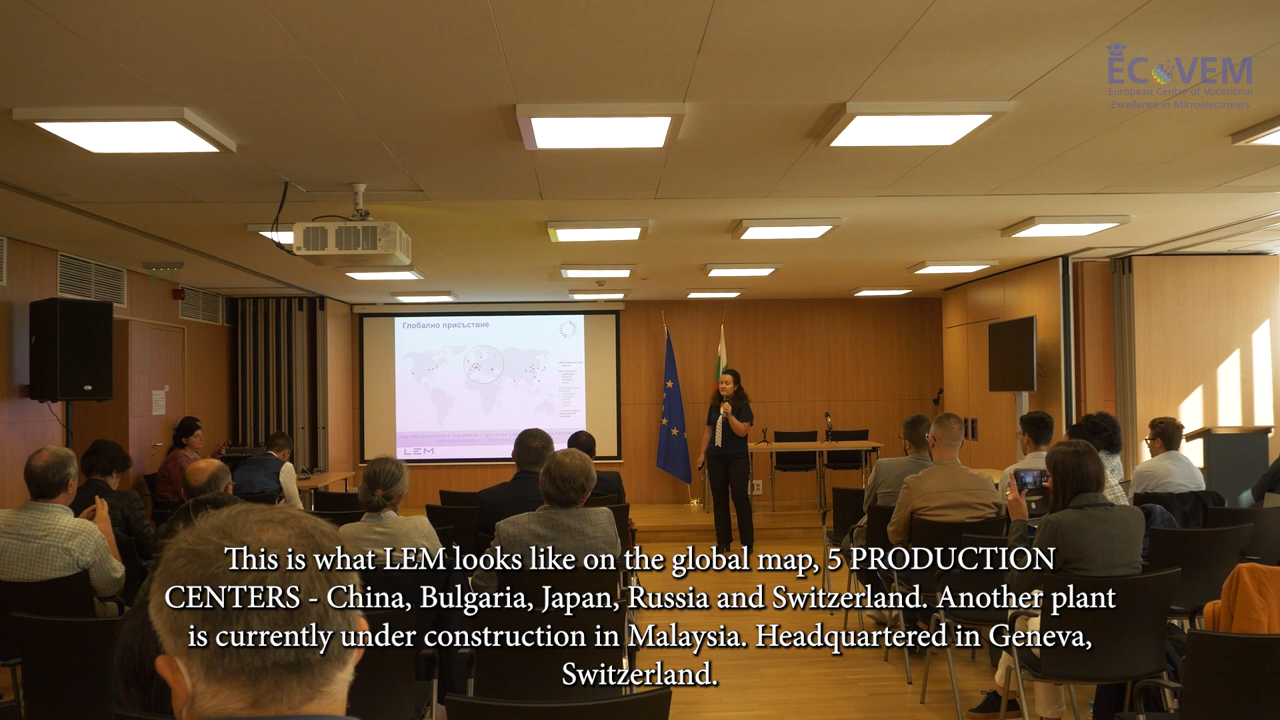 ECOVEM
European Centre of Vocational
Excellence in Microelectronics
Глобално присъствие
LEM
This is what LEM looks like on the global map, 5 PRODUCTION
CENTERS - China, Bulgaria, Japan, Russia and Switzerland. Another plant
is currently under construction in Malaysia. Headquartered in Geneva,
Switzerland.